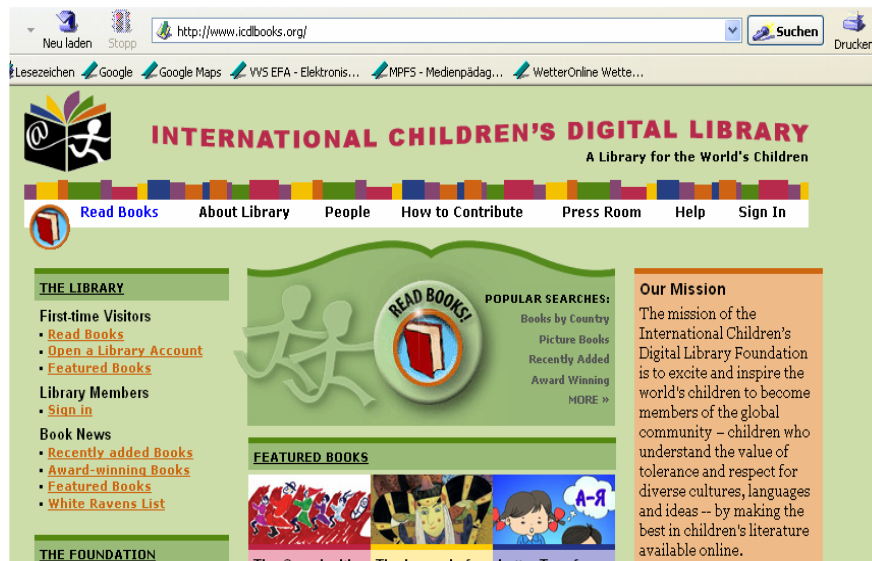 Neu laden
Stopp
http://www.icdlbooks.org/
Suchen
Drucken
Lesezeichen Google Google Maps VVS EFA - Elektronis... MPFS - Medienpädag... WetterOnline Wette...
@
INTERNATIONAL CHILDREN'S DIGITAL LIBRARY
A Library for the World's Children
Read Books About Library People How to Contribute Press Room Help Sign In
THE LIBRARY
First-time Visitors
▪ Read Books
▪ Open a Library Account
▪ Featured Books
Library Members
▪ Sign in
Book News
▪ Recently added Books
▪ Award-winning Books
▪ Featured Books
▪ White Ravens List
THE FOUNDATION
READ BOOKS!
POPULAR SEARCHES:
Books by Country
Picture Books
Recently Added
Award Winning
MORE »
FEATURED BOOKS
А-Я
Our Mission
The mission of the
International Children's
Digital Library Foundation
is to excite and inspire the
world's children to become
members of the global
community – children who
understand the value of
tolerance and respect for
diverse cultures, languages
and ideas -- by making the
best in children's literature
available online.